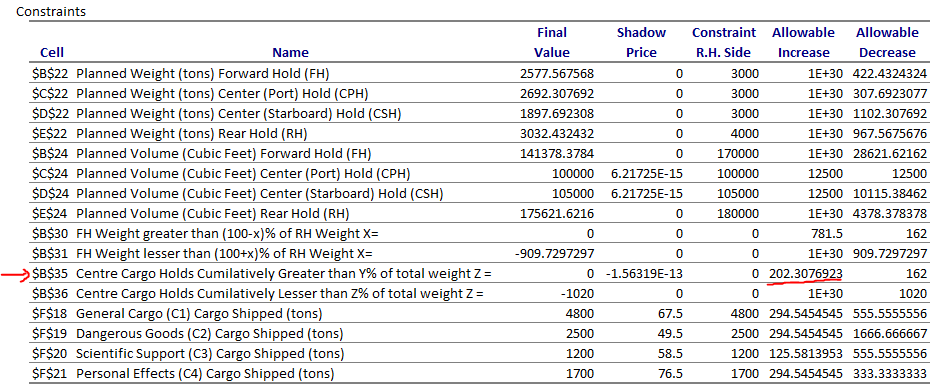 Constraints
Final Shadow Constraint Allowable Allowable
Cell Name Value Price R.H. Side Increase Decrease
$B$22 Planned Weight (tons) Forward Hold (FH) 2577.567568 0 3000 1E+30 422.4324324
$C$22 Planned Weight (tons) Center (Port) Hold (CPH) 2692.307692 0 3000 1E+30 307.6923077
$D$22 Planned Weight (tons) Center (Starboard) Hold (CSH) 1897.692308 0 3000 1E+30 1102.307692
$E$22 Planned Weight (tons) Rear Hold (RH) 3032.432432 0 4000 1E+30 967.5675676
$B$24 Planned Volume (Cubic Feet) Forward Hold (FH) 141378.3784 0 170000 1E+30 28621.62162
$C$24 Planned Volume (Cubic Feet) Center (Port) Hold (CPH) 100000 6.21725E-15 100000 12500 12500
$D$24 Planned Volume (Cubic Feet) Center (Starboard) Hold (CSH) 105000 6.21725E-15 105000 12500 10115.38462
$E$24 Planned Volume (Cubic Feet) Rear Hold (RH) 175621.6216 0 180000 1E+30 4378.378378
$B$30 FH Weight greater than (100-x)% of RH Weight X= 0 0 0 781.5 162
$B$31 FH Weight lesser than (100+x)% of RH Weight X= -909.7297297 0 0 1E+30 909.7297297
$B$35 Centre Cargo Holds Cumilatively Greater than Y% of total weight Z = 0 -1.56319E-13 0 202.3076923 162
$B$36 Centre Cargo Holds Cumilatively Lesser than Z% of total weight Z = -1020 0 0 1E+30 1020
$F$18 General Cargo (C1) Cargo Shipped (tons) 4800 67.5 4800 294.5454545 555.5555556
$F$19 Dangerous Goods (C2) Cargo Shipped (tons) 2500 49.5 2500 294.5454545 1666.666667
$F$20 Scientific Support (C3) Cargo Shipped (tons) 1200 58.5 1200 125.5813953 555.5555556
$F$21 Personal Effects (C4) Cargo Shipped (tons) 1700 76.5 1700 294.5454545 333.3333333